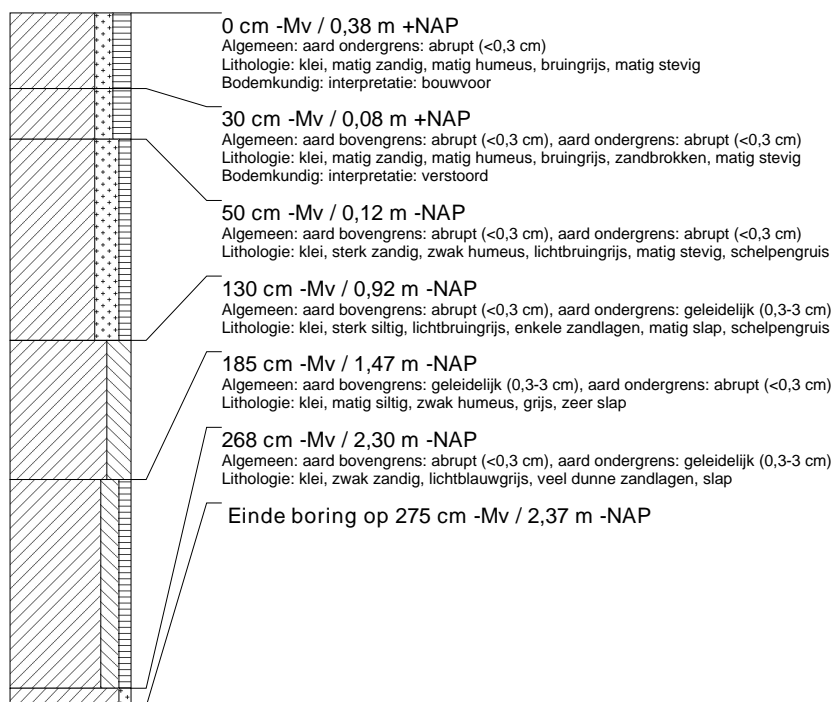 0 cm -Mv / 0,38 m +NAP
Algemeen: aard ondergrens: abrupt (<0,3 cm)
Lithologie: klei, matig zandig, matig humeus, bruingrijs, matig stevig
Bodemkundig: interpretatie: bouwvoor
30 cm -Mv / 0,08 m +NAP
Algemeen: aard bovengrens: abrupt (<0,3 cm), aard ondergrens: abrupt (<0,3 cm)
Lithologie: klei, matig zandig, matig humeus, bruingrijs, zandbrokken, matig stevig
Bodemkundig: interpretatie: verstoord
50 cm -Mv / 0,12 m -NAP
Algemeen: aard bovengrens: abrupt (<0,3 cm), aard ondergrens: abrupt (<0,3 cm)
Lithologie: klei, sterk zandig, zwak humeus, lichtbruingrijs, matig stevig, schelpengruis
130 cm -Mv / 0,92 m -NAP
Algemeen: aard bovengrens: abrupt (<0,3 cm), aard ondergrens: geleidelijk (0,3-3 cm)
Lithologie: klei, sterk siltig, lichtbruingrijs, enkele zandlagen, matig slap, schelpengruis
185 cm -Mv / 1,47 m -NAP
Algemeen: aard bovengrens: geleidelijk (0,3-3 cm), aard ondergrens: abrupt (<0,3 cm)
Lithologie: klei, matig siltig, zwak humeus, grijs, zeer slap
268 cm -Mv / 2,30 m -NAP
Algemeen: aard bovengrens: abrupt (<0,3 cm), aard ondergrens: geleidelijk (0,3-3 cm)
Lithologie: klei, zwak zandig, lichtblauwgrijs, veel dunne zandlagen, slap
Einde boring op 275 cm -Mv / 2,37 m -NAP